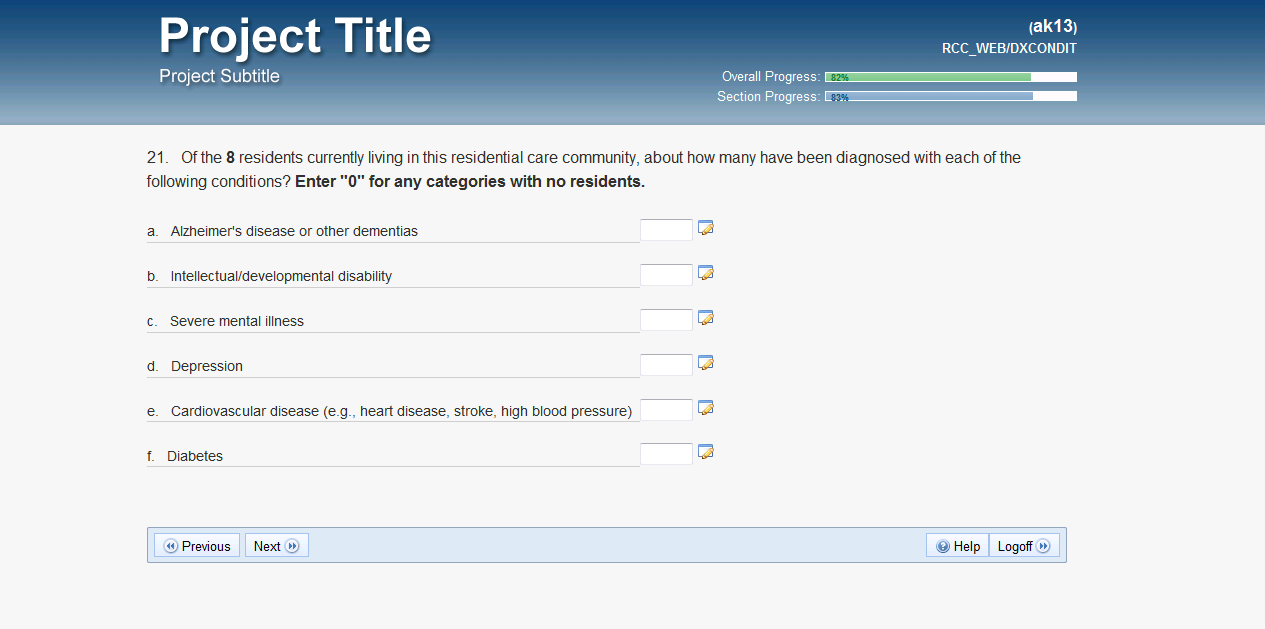 Project Title
Project Subtitle
(ak13)
RCC_WEB/DXCONDIT
Overall Progress: 82%
Section Progress: 83%
21. Of the 8 residents currently living in this residential care community, about how many have been diagnosed with each of the
following conditions? Enter "0" for any categories with no residents.
a. Alzheimer's disease or other dementias
b. Intellectual/developmental disability
c. Severe mental illness
d. Depression
e. Cardiovascular disease (e.g., heart disease, stroke, high blood pressure)
f. Diabetes
Previous Next Help Logoff